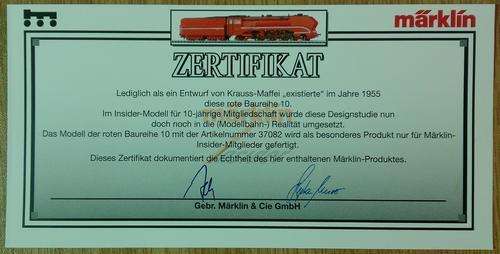 märklin
ZERTIFIKAT
Lediglich als ein Entwurf von Krauss-Maffei „existierte" im Jahre 1955
diese rote Baureihe 10.
Im Insider-Modell für 10-jährige Mitgliedschaft wurde diese Designstudie nun
doch noch in die (Modellbahn-) Realität umgesetzt.
Das Modell der roten Baureihe 10 mit der Artikelnummer 37082 wird als besonderes Produkt nur für Märklin-
Insider-Mitglieder gefertigt.
Dieses Zertifikat dokumentiert die Echtheit des hier enthaltenen Märklin-Produktes.
Gebr. Märklin & Cie GmbH